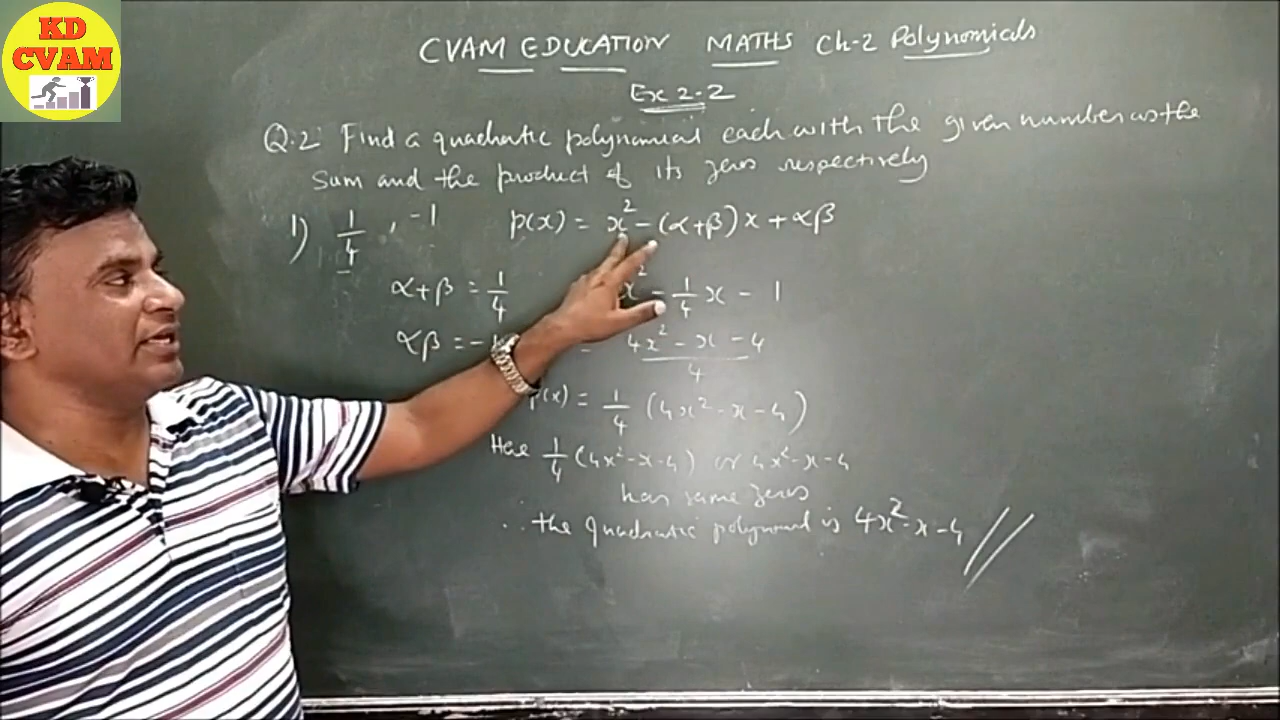 KD
CVAM
CVAM EDUCATION MATHS Ch-2 Polynomials
Ex 2.2
Q.2 Find a quadratic polynomial each with the given number as the
sum and the product of its zeros respectively
1) 1/4 , -1 p(x) = x² - (α+β)x + αβ
α+β = 1/4 x² - 1/4 x - 1
αβ = - = 4x² - x - 4 / 4
p(x) = 1/4 (4x² - x - 4)
Here 1/4 (4x² - x - 4) or 4x² - x - 4
has same zeros
∴ the quadratic polynomial is 4x² - x - 4 //